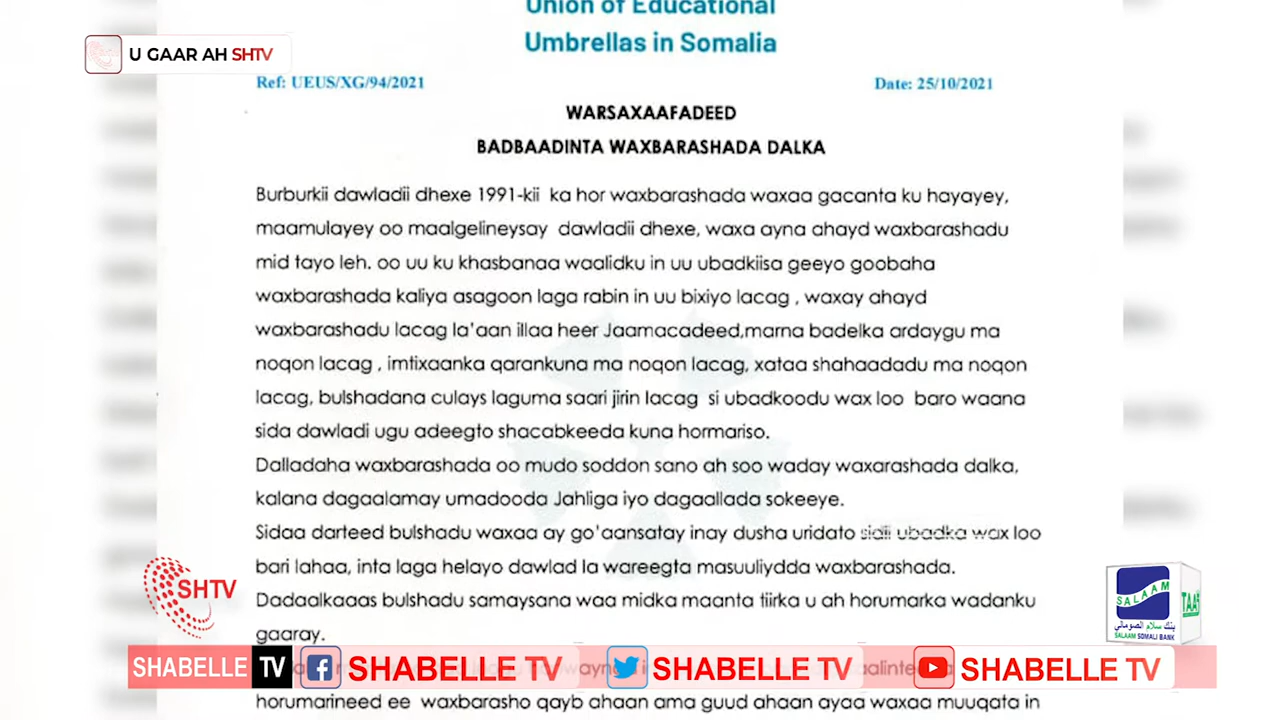 Union of Educational
Umbrellas in Somalia
U GAAR AH SHTV
Ref: UEUS/XG/94/2021
Date: 25/10/2021
WARSAXAAFADEED
BADBAADINTA WAXBARASHADA DALKA
Burburkii dawladii dhexe 1991-kii ka hor waxbarashada waxaa gacanta ku hayayey,
maamulayey oo maalgelineysay dawladii dhexe, waxa ayna ahayd waxbarashadu
mid tayo leh. oo uu ku khasbanaa waalidku in uu ubadkiisa geeyo goobaha
waxbarashada kaliya asagoon laga rabin in uu bixiyo lacag , waxay ahayd
waxbarashadu lacag la'aan illaa heer Jaamacadeed,marna badelka ardaygu ma
noqon lacag , imtixaanka qarankuna ma noqon lacag, xataa shahaadadu ma noqon
lacag, bulshadana culays laguma saari jirin lacag si ubadkoodu wax loo baro waana
sida dawladi ugu adeegto shacabkeeda kuna hormariso.
Dalladaha waxbarashada oo mudo soddon sano ah soo waday waxarashada dalka,
kalana dagaalamay umadooda Jahliga iyo dagaallada sokeeye.
Sidaa darteed bulshadu waxaa ay go'aansatay inay dusha uridato sidii ubadka wax loo
bari lahaa, inta laga helayo dawlad la wareegta masuuliydda waxbarashada.
Dadaalkaaas bulshadu samaysana waa midka maanta tiirka u ah horumarka wadanku
gaaray.
SHTV
SALAAM
بنك سلام الصومالي
SALAAM SOMALI BANK
TAAS
SHABELLE TV
SHABELLE TV
SHABELLE TV
SHABELLE TV
horumarineed ee waxbarasho qayb ahaan ama guud ahaan ayaa waxaa muuqata in